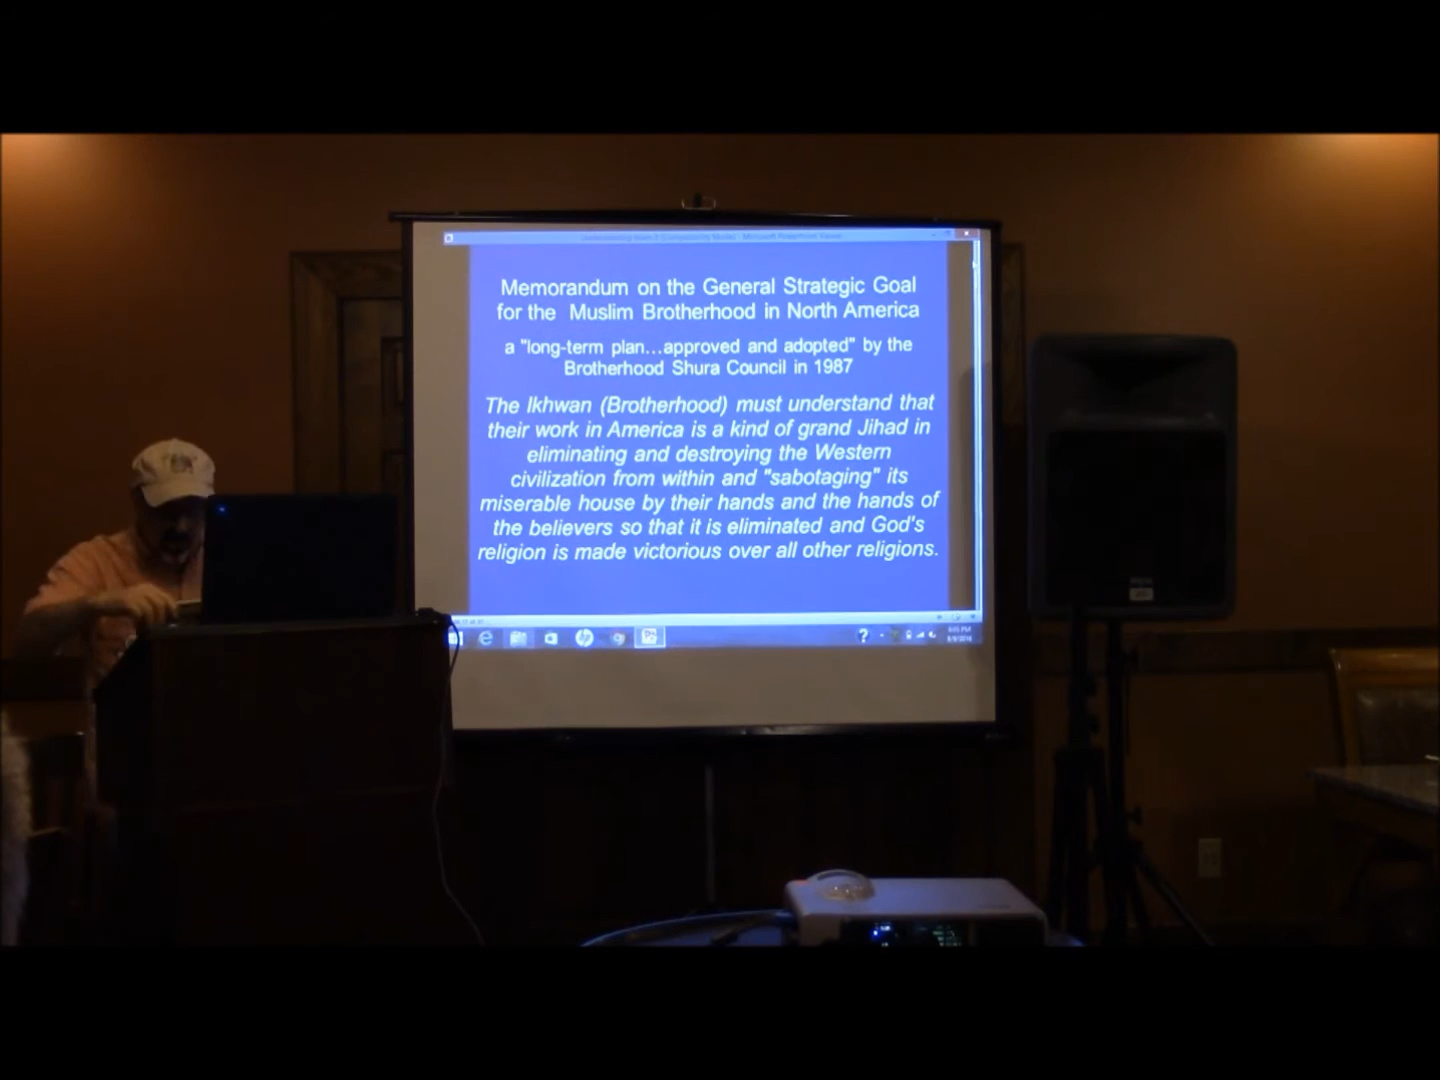 Memorandum on the General Strategic Goal
for the Muslim Brotherhood in North America
a "long-term plan...approved and adopted" by the
Brotherhood Shura Council in 1987
The Ikhwan (Brotherhood) must understand that
their work in America is a kind of grand Jihad in
eliminating and destroying the Western
civilization from within and "sabotaging" its
miserable house by their hands and the hands of
the believers so that it is eliminated and God's
religion is made victorious over all other religions.